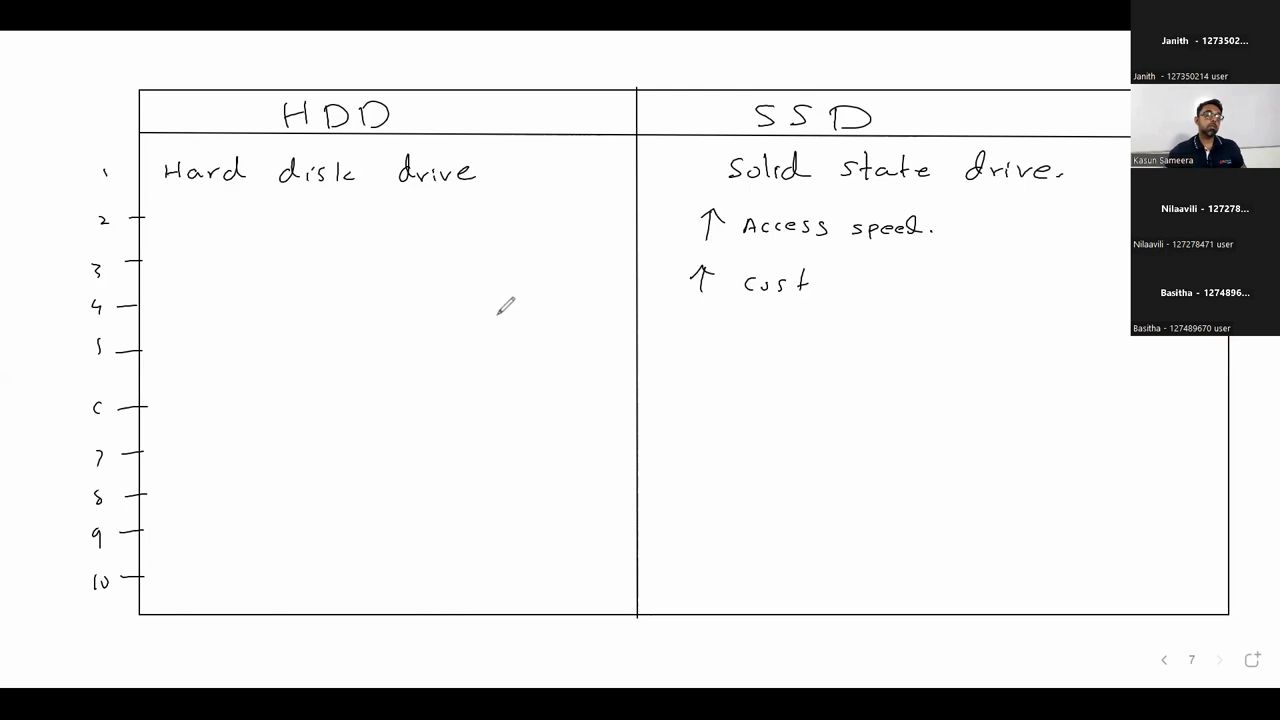 HDD SSD
1 Hard disk drive Solid state drive.
2 ↑ Access speed.
3 ↑ cost
4
5
6
7
8
9
10
Janith - 1273502...
Janith - 127350214 user
Kasun Sameera
Nilaavili - 127278...
Nilaavili - 127278471 user
Basitha - 1274896...
Basitha - 127489670 user
7